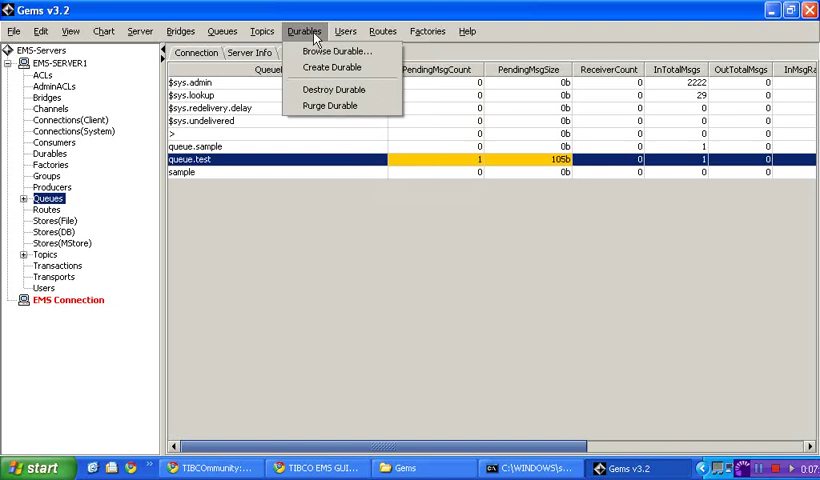 Gems v3.2
File Edit View Chart Server Bridges Queues Topics Durables Users Routes Factories Help
EMS-Servers
EMS-SERVER1
ACLs
AdminACLs
Bridges
Channels
Connections(Client)
Connections(System)
Consumers
Durables
Factories
Groups
Producers
Queues
Routes
Stores(File)
Stores(DB)
Stores(MStore)
Topics
Transactions
Transports
Users
EMS Connection
Connection Server Info
Browse Durable...
Create Durable
Destroy Durable
Purge Durable
PendingMsgCount PendingMsgSize ReceiverCount InTotalMsgs OutTotalMsgs InMsgRa
$sys.admin 0 0b 0 2222 0
$sys.lookup 0 0b 0 29 0
$sys.redelivery.delay 0 0b 0 0 0
$sys.undelivered 0 0b 0 0 0
> 0 0b 0 0 0
queue.sample 0 0b 0 1 0
queue.test 1 105b 0 1 0
sample 0 0b 0 0 0
start
TIBCOmmunity:...
TIBCO EMS GUI...
Gems
C:\WINDOWS\s...
Gems v3.2
0:07